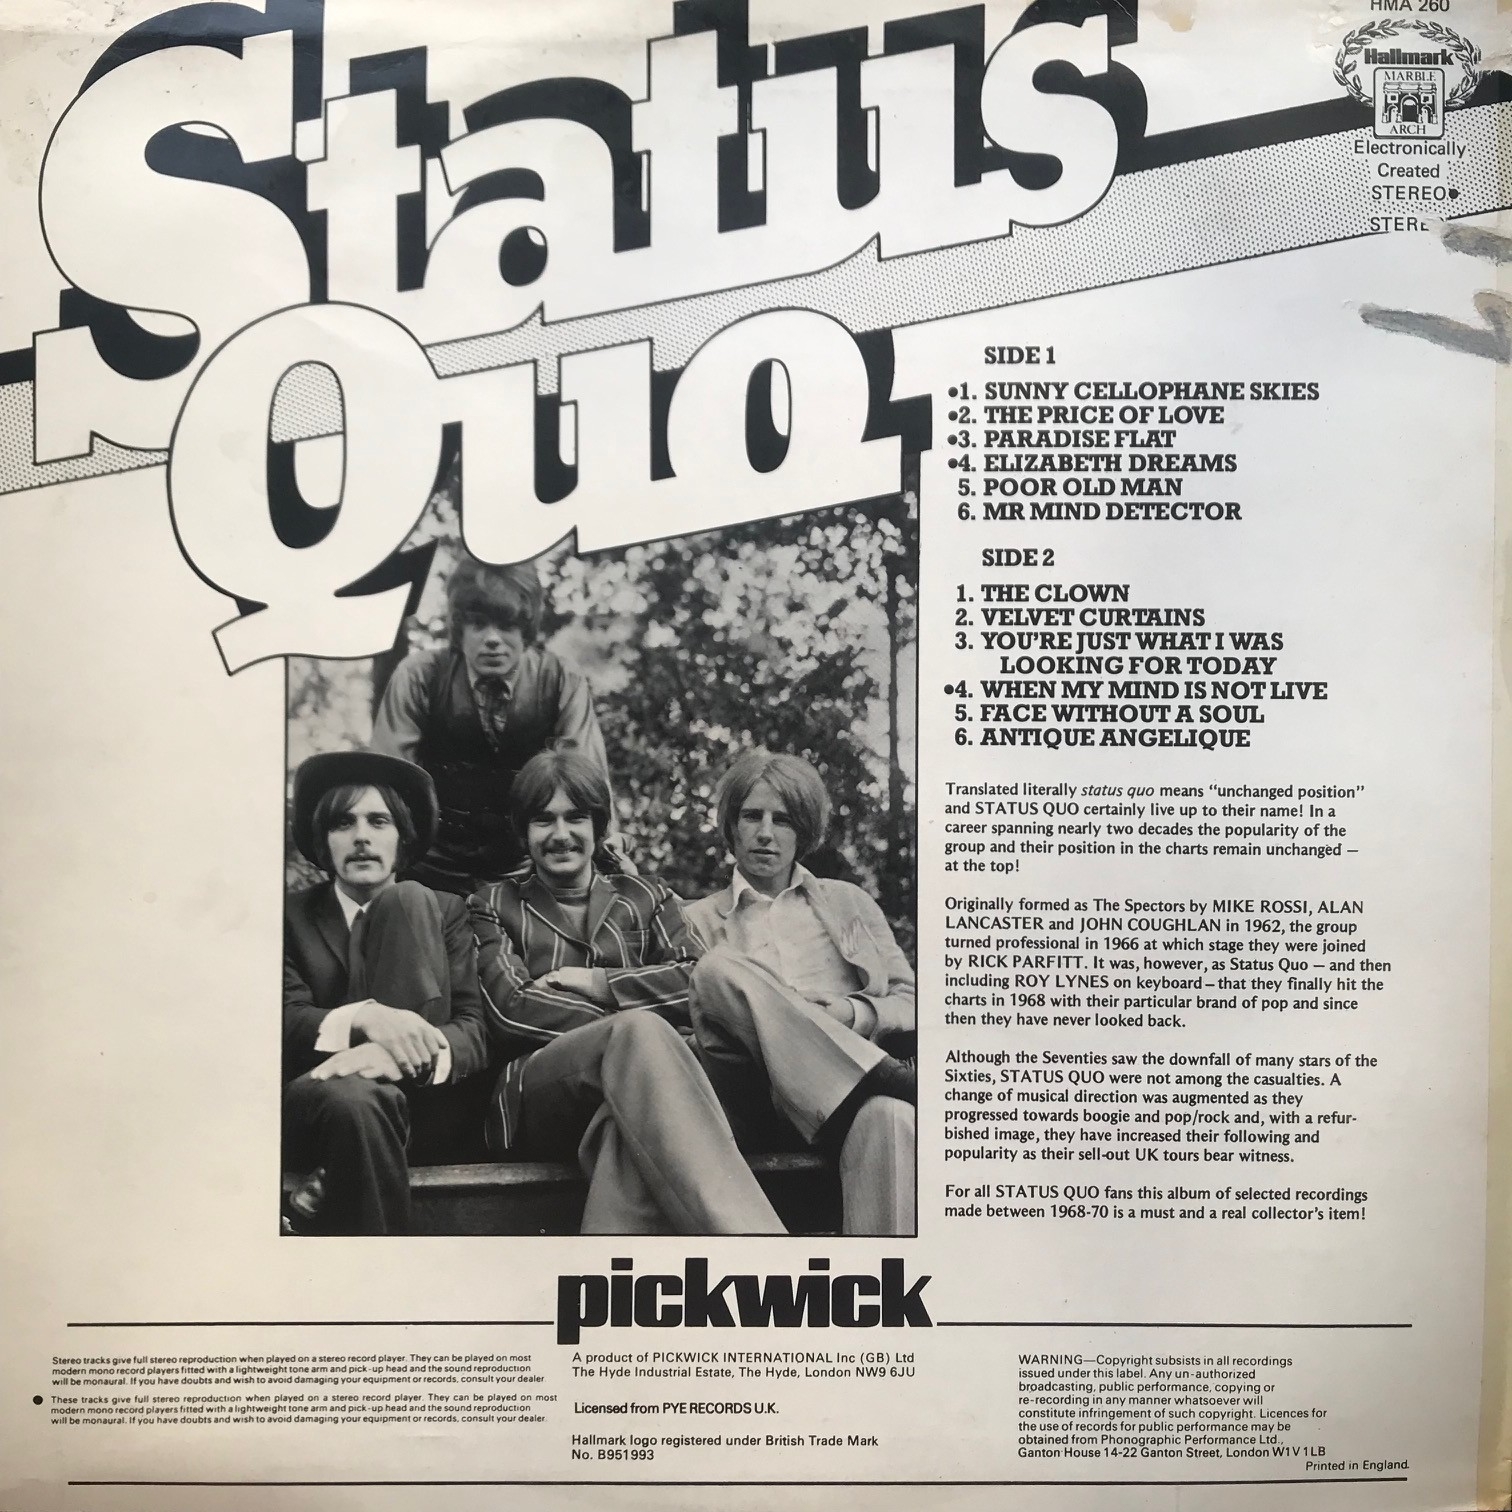 HMA 260
Hallmark
MARBLE
ARCH
Electronically
Created
STEREO●
STERE
Status
Quo
SIDE 1
●1. SUNNY CELLOPHANE SKIES
●2. THE PRICE OF LOVE
●3. PARADISE FLAT
●4. ELIZABETH DREAMS
5. POOR OLD MAN
6. MR MIND DETECTOR
SIDE 2
1. THE CLOWN
2. VELVET CURTAINS
3. YOU'RE JUST WHAT I WAS
LOOKING FOR TODAY
●4. WHEN MY MIND IS NOT LIVE
5. FACE WITHOUT A SOUL
6. ANTIQUE ANGELIQUE
Translated literally status quo means "unchanged position"
and STATUS QUO certainly live up to their name! In a
career spanning nearly two decades the popularity of the
group and their position in the charts remain unchanged —
at the top!
Originally formed as The Spectors by MIKE ROSSI, ALAN
LANCASTER and JOHN COUGHLAN in 1962, the group
turned professional in 1966 at which stage they were joined
by RICK PARFITT. It was, however, as Status Quo — and then
including ROY LYNES on keyboard – that they finally hit the
charts in 1968 with their particular brand of pop and since
then they have never looked back.
Although the Seventies saw the downfall of many stars of the
Sixties, STATUS QUO were not among the casualties. A
change of musical direction was augmented as they
progressed towards boogie and pop/rock and, with a refur-
bished image, they have increased their following and
popularity as their sell-out UK tours bear witness.
For all STATUS QUO fans this album of selected recordings
made between 1968-70 is a must and a real collector's item!
pickwick
Stereo tracks give full stereo reproduction when played on a stereo record player. They can be played on most
modern mono record players fitted with a lightweight tone arm and pick-up head and the sound reproduction
will be monaural. If you have doubts and wish to avoid damaging your equipment or records, consult your dealer
● These tracks give full stereo reproduction when played on a stereo record player. They can be played on most
modern mono record players fitted with a lightweight tone arm and pick-up head and the sound reproduction
will be monaural. If you have doubts and wish to avoid damaging your equipment or records, consult your dealer.
A product of PICKWICK INTERNATIONAL Inc (GB) Ltd
The Hyde Industrial Estate, The Hyde, London NW9 6JU
Licensed from PYE RECORDS U.K.
Hallmark logo registered under British Trade Mark
No. B951993
WARNING—Copyright subsists in all recordings
issued under this label. Any un-authorized
broadcasting, public performance, copying or
re-recording in any manner whatsoever will
constitute infringement of such copyright. Licences for
the use of records for public performance may be
obtained from Phonographic Performance Ltd.,
Ganton House 14-22 Ganton Street, London W1V 1LB
Printed in England.